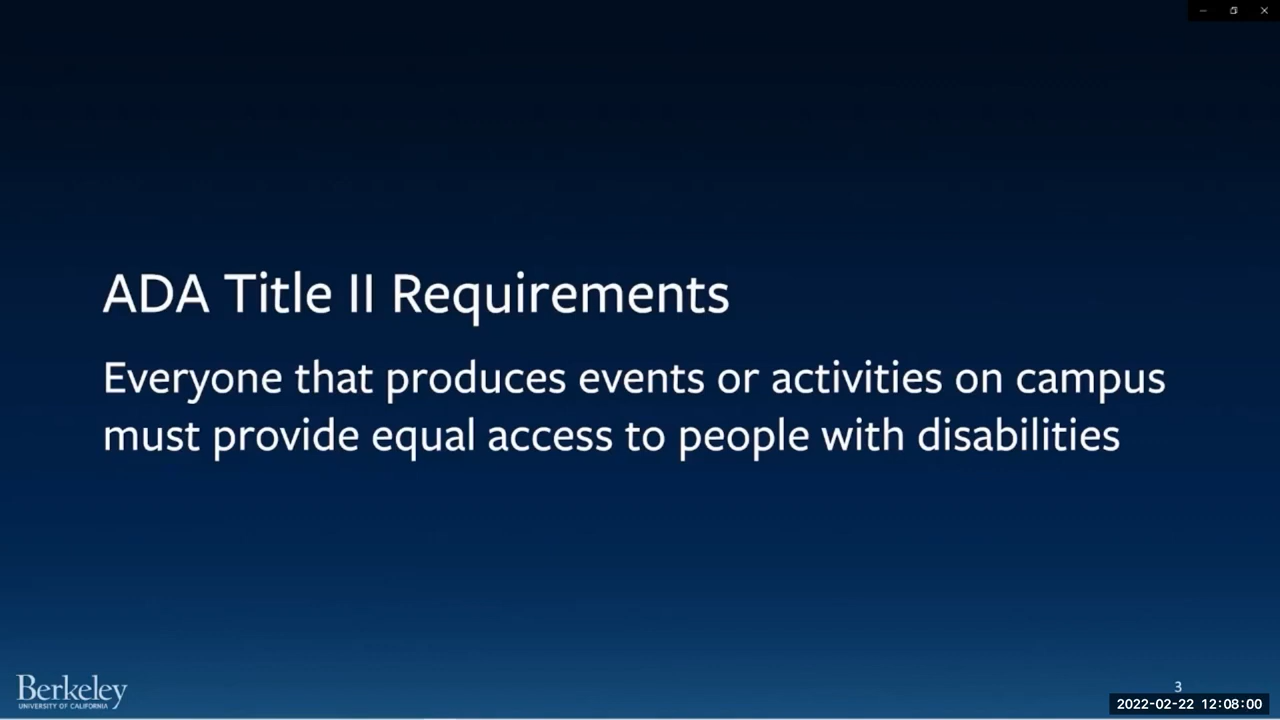 ADA Title II Requirements
Everyone that produces events or activities on campus
must provide equal access to people with disabilities
Berkeley
UNIVERSITY OF CALIFORNIA
3
2022-02-22 12:08:00